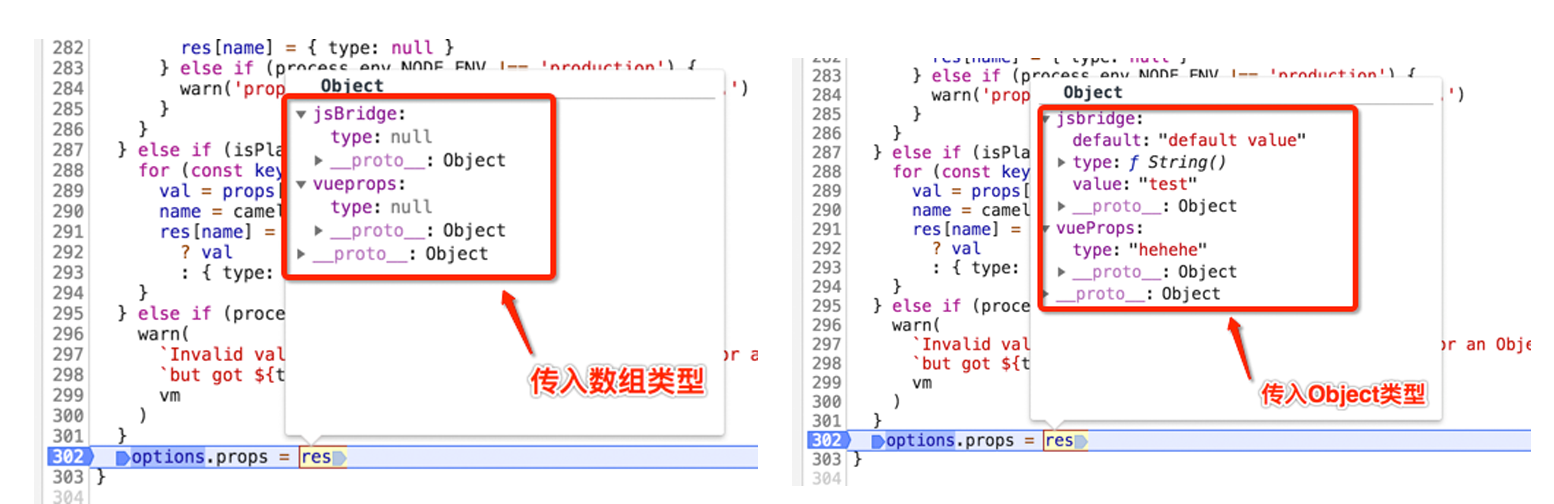 282 res[name] = { type: null }
283 } else if (process.env.NODE_ENV !== 'production') {
284 warn('prop .')
285 }
286 }
287 } else if (isPla
288 for (const key
289 val = props[
290 name = camel
291 res[name] =
292 ? val
293 : { type:
294 }
295 } else if (proce
296 warn(
297 `Invalid val or a
298 `but got ${t
299 vm
300 )
301 }
302 options.props = res
303 }
304
Object
jsBridge:
type: null
__proto__: Object
vueprops:
type: null
__proto__: Object
__proto__: Object
传入数组类型
282 res[name] = { type: null }
283 } else if (process.env.NODE_ENV !== 'production') {
284 warn('prop .')
285 }
286 }
287 } else if (isPla
288 for (const key
289 val = props[
290 name = camel
291 res[name] =
292 ? val
293 : { type:
294 }
295 } else if (proce
296 warn(
297 `Invalid val or an Obje
298 `but got ${t
299 vm
300 )
301 }
302 options.props = res
303 }
304
Object
jsbridge:
default: "default value"
type: ƒ String()
value: "test"
__proto__: Object
vueProps:
type: "hehehe"
__proto__: Object
__proto__: Object
传入Object类型